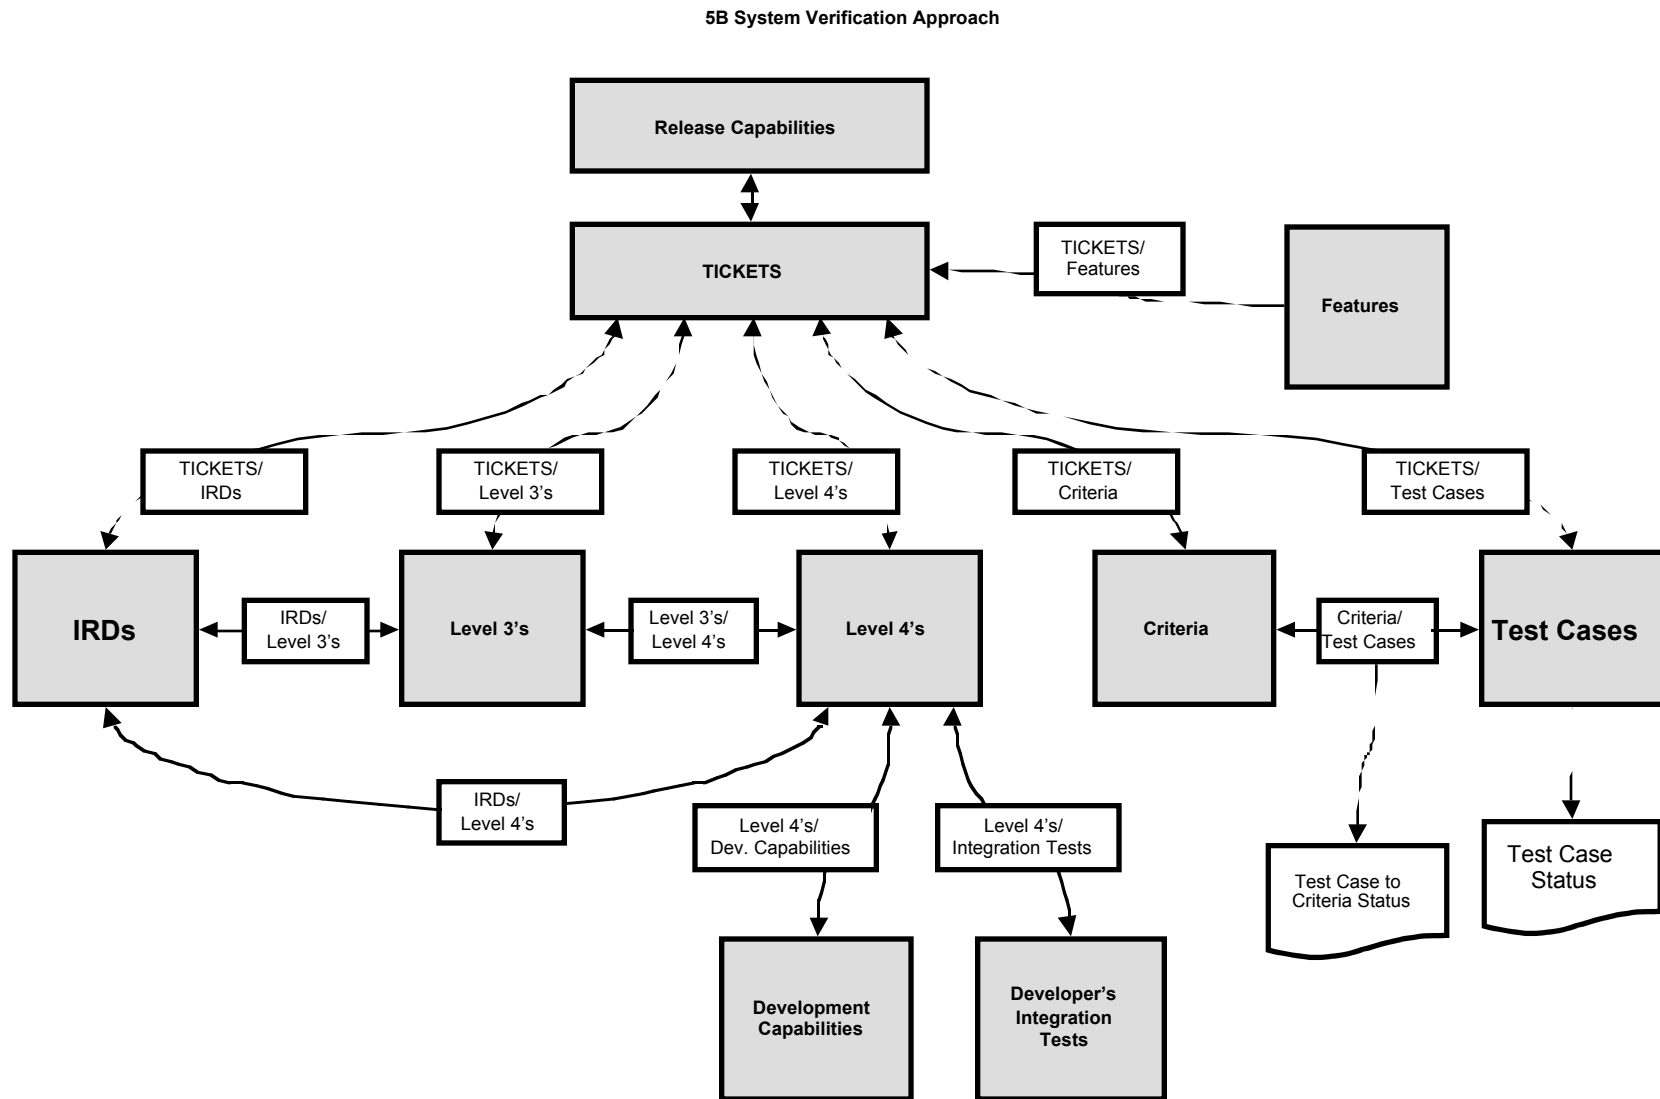 5B System Verification Approach
Release Capabilities
TICKETS
TICKETS/
Features
Features
TICKETS/
IRDs
TICKETS/
Level 3's
TICKETS/
Level 4's
TICKETS/
Criteria
TICKETS/
Test Cases
IRDs
IRDs/
Level 3's
Level 3's
Level 3's/
Level 4's
Level 4's
Criteria
Criteria/
Test Cases
Test Cases
IRDs/
Level 4's
Level 4's/
Dev. Capabilities
Level 4's/
Integration Tests
Test Case to
Criteria Status
Test Case
Status
Development
Capabilities
Developer's
Integration
Tests